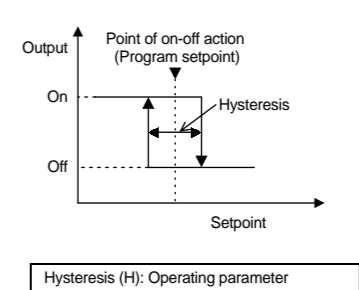 Output
Point of on-off action
(Program setpoint)
On
Hysteresis
Off
Setpoint
Hysteresis (H): Operating parameter